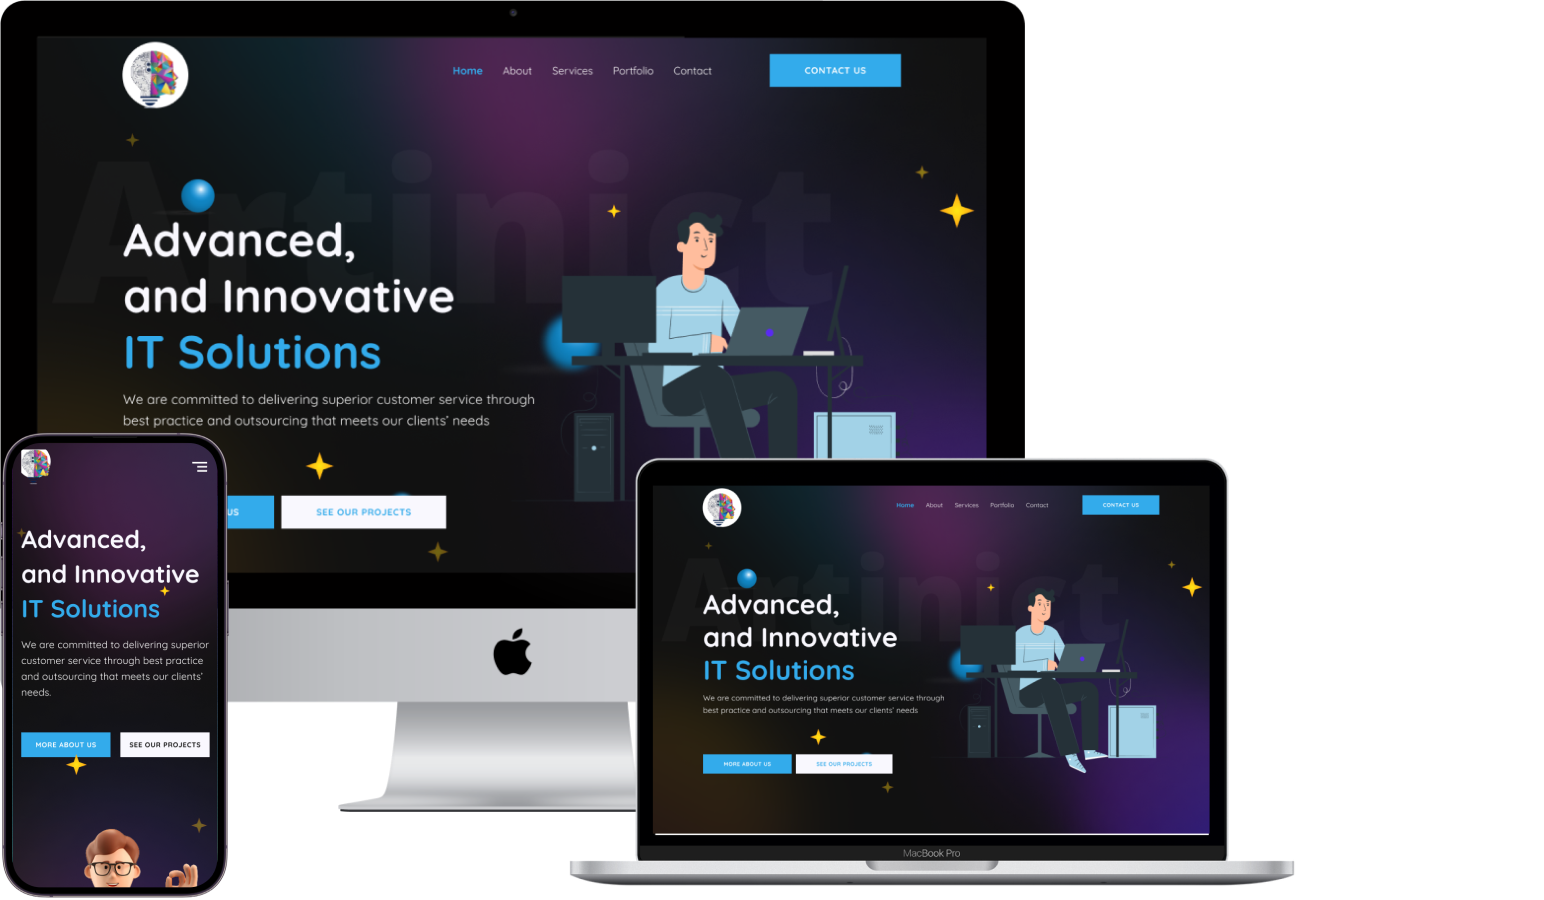 Home About Services Portfolio Contact CONTACT US
Artinict
Advanced,
and Innovative
IT Solutions
We are committed to delivering superior customer service through
best practice and outsourcing that meets our clients’ needs
US SEE OUR PROJECTS
Advanced,
and Innovative
IT Solutions
We are committed to delivering superior
customer service through best practice
and outsourcing that meets our clients’
needs.
MORE ABOUT US SEE OUR PROJECTS
Home About Services Portfolio Contact CONTACT US
Artinict
Advanced,
and Innovative
IT Solutions
We are committed to delivering superior customer service through
best practice and outsourcing that meets our clients’ needs
MORE ABOUT US SEE OUR PROJECTS
MacBook Pro